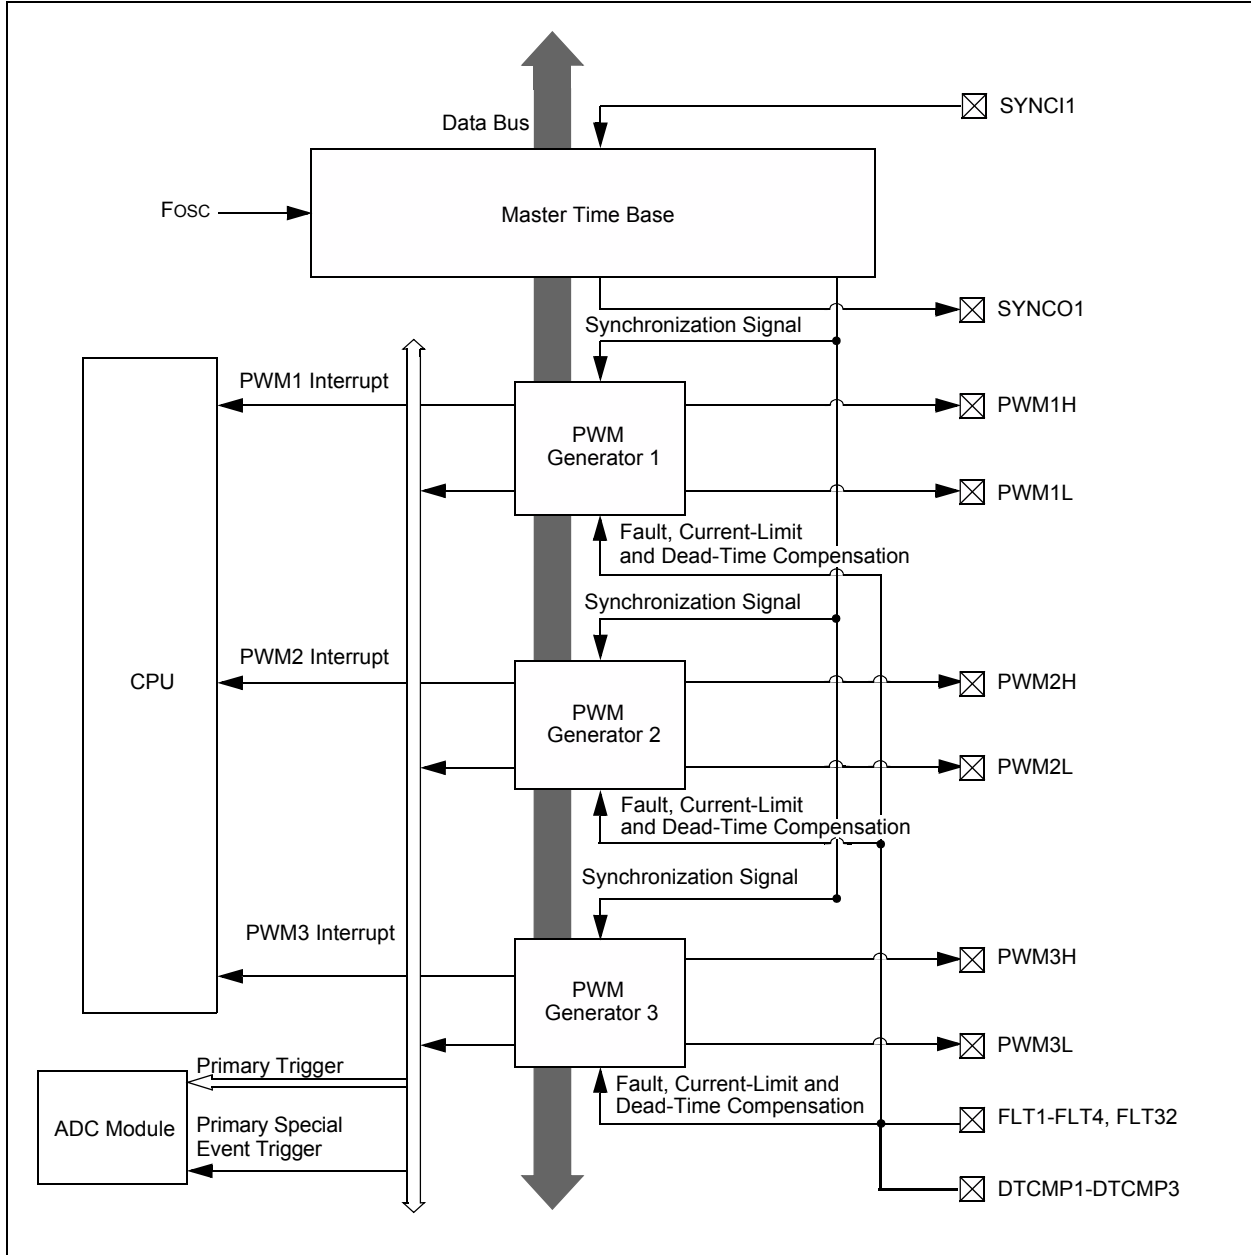 SYNCI1
Data Bus
FOSC
Master Time Base
SYNCO1
Synchronization Signal
PWM1 Interrupt
PWM1H
PWM
Generator 1
PWM1L
Fault, Current-Limit
and Dead-Time Compensation
Synchronization Signal
PWM2 Interrupt
CPU
PWM2H
PWM
Generator 2
PWM2L
Fault, Current-Limit
and Dead-Time Compensation
Synchronization Signal
PWM3 Interrupt
PWM3H
PWM
Generator 3
PWM3L
Primary Trigger
Fault, Current-Limit and
Dead-Time Compensation
FLT1-FLT4, FLT32
ADC Module
Primary Special
Event Trigger
DTCMP1-DTCMP3